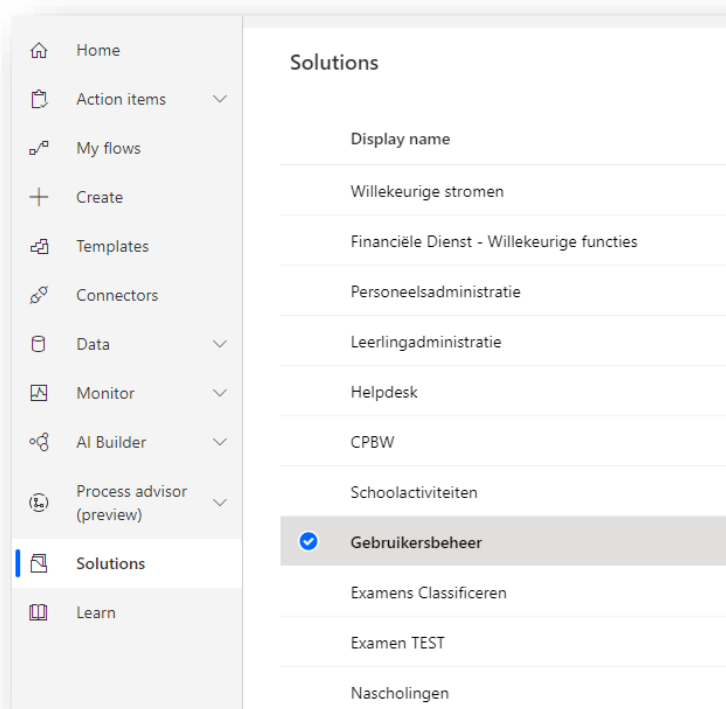 Home
Action items
My flows
Create
Templates
Connectors
Data
Monitor
AI Builder
Process advisor
(preview)
Solutions
Learn
Solutions
Display name
Willekeurige stromen
Financiële Dienst - Willekeurige functies
Personeelsadministratie
Leerlingadministratie
Helpdesk
CPBW
Schoolactiviteiten
Gebruikersbeheer
Examens Classificeren
Examen TEST
Nascholingen